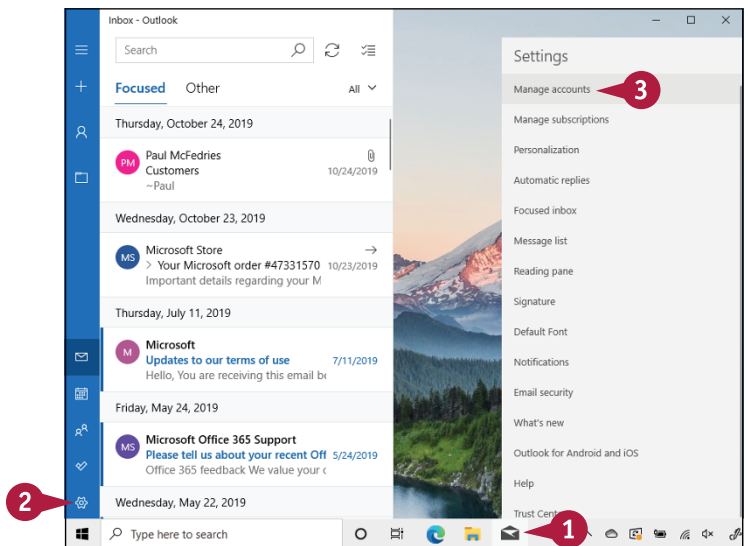 Inbox - Outlook
Search
Focused Other All
Thursday, October 24, 2019
PM
Paul McFedries
Customers 10/24/2019
~Paul
Wednesday, October 23, 2019
MS
Microsoft Store
> Your Microsoft order #47331570 10/23/2019
Important details regarding your M
Thursday, July 11, 2019
M
Microsoft
Updates to our terms of use 7/11/2019
Hello, You are receiving this email be
Friday, May 24, 2019
MS
Microsoft Office 365 Support
Please tell us about your recent Off 5/24/2019
Office 365 feedback We value your c
Wednesday, May 22, 2019
Settings
Manage accounts 3
Manage subscriptions
Personalization
Automatic replies
Focused inbox
Message list
Reading pane
Signature
Default Font
Notifications
Email security
What's new
Outlook for Android and iOS
Help
Trust Cente
2
Type here to search
1